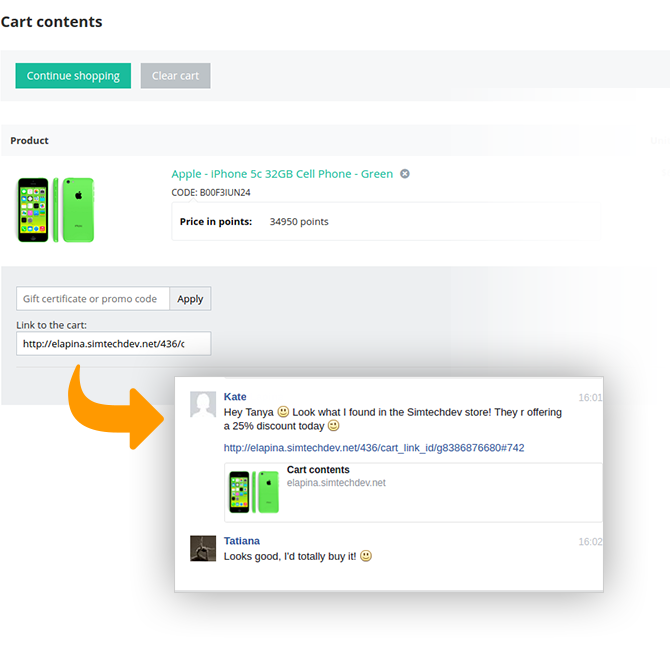 Cart contents
Continue shopping
Clear cart
Product
Apple - iPhone 5c 32GB Cell Phone - Green
CODE: B00F3IUN24
Price in points: 34950 points
Gift certificate or promo code Apply
Link to the cart:
http://elapina.simtechdev.net/436/c
Kate 16:01
Hey Tanya 😃 Look what I found in the Simtechdev store! They r offering
a 25% discount today 😃
http://elapina.simtechdev.net/436/cart_link_id/g8386876680#742
Cart contents
elapina.simtechdev.net
Tatiana 16:02
Looks good, I'd totally buy it! 😃